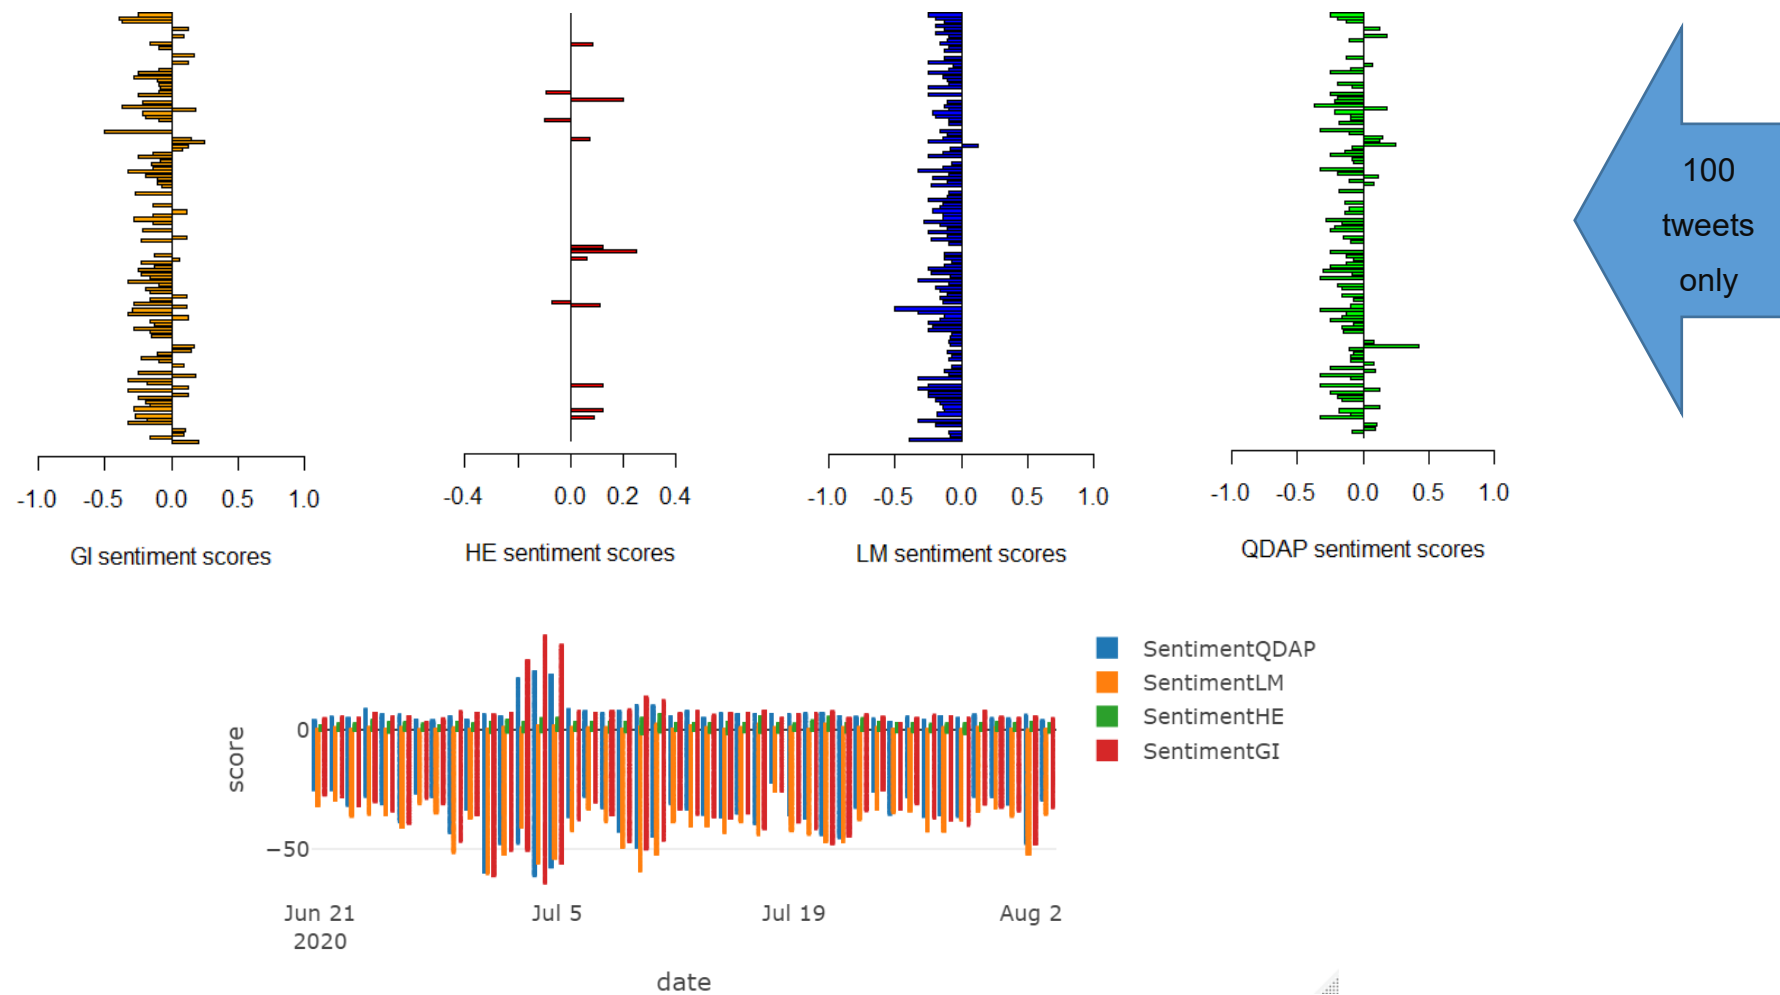 -1.0 -0.5 0.0 0.5 1.0
GI sentiment scores
-0.4 0.0 0.2 0.4
HE sentiment scores
-1.0 -0.5 0.0 0.5 1.0
LM sentiment scores
-1.0 -0.5 0.0 0.5 1.0
QDAP sentiment scores
100
tweets
only
SentimentQDAP
SentimentLM
SentimentHE
SentimentGI
score
0
−50
Jun 21
2020
Jul 5
Jul 19
Aug 2
date